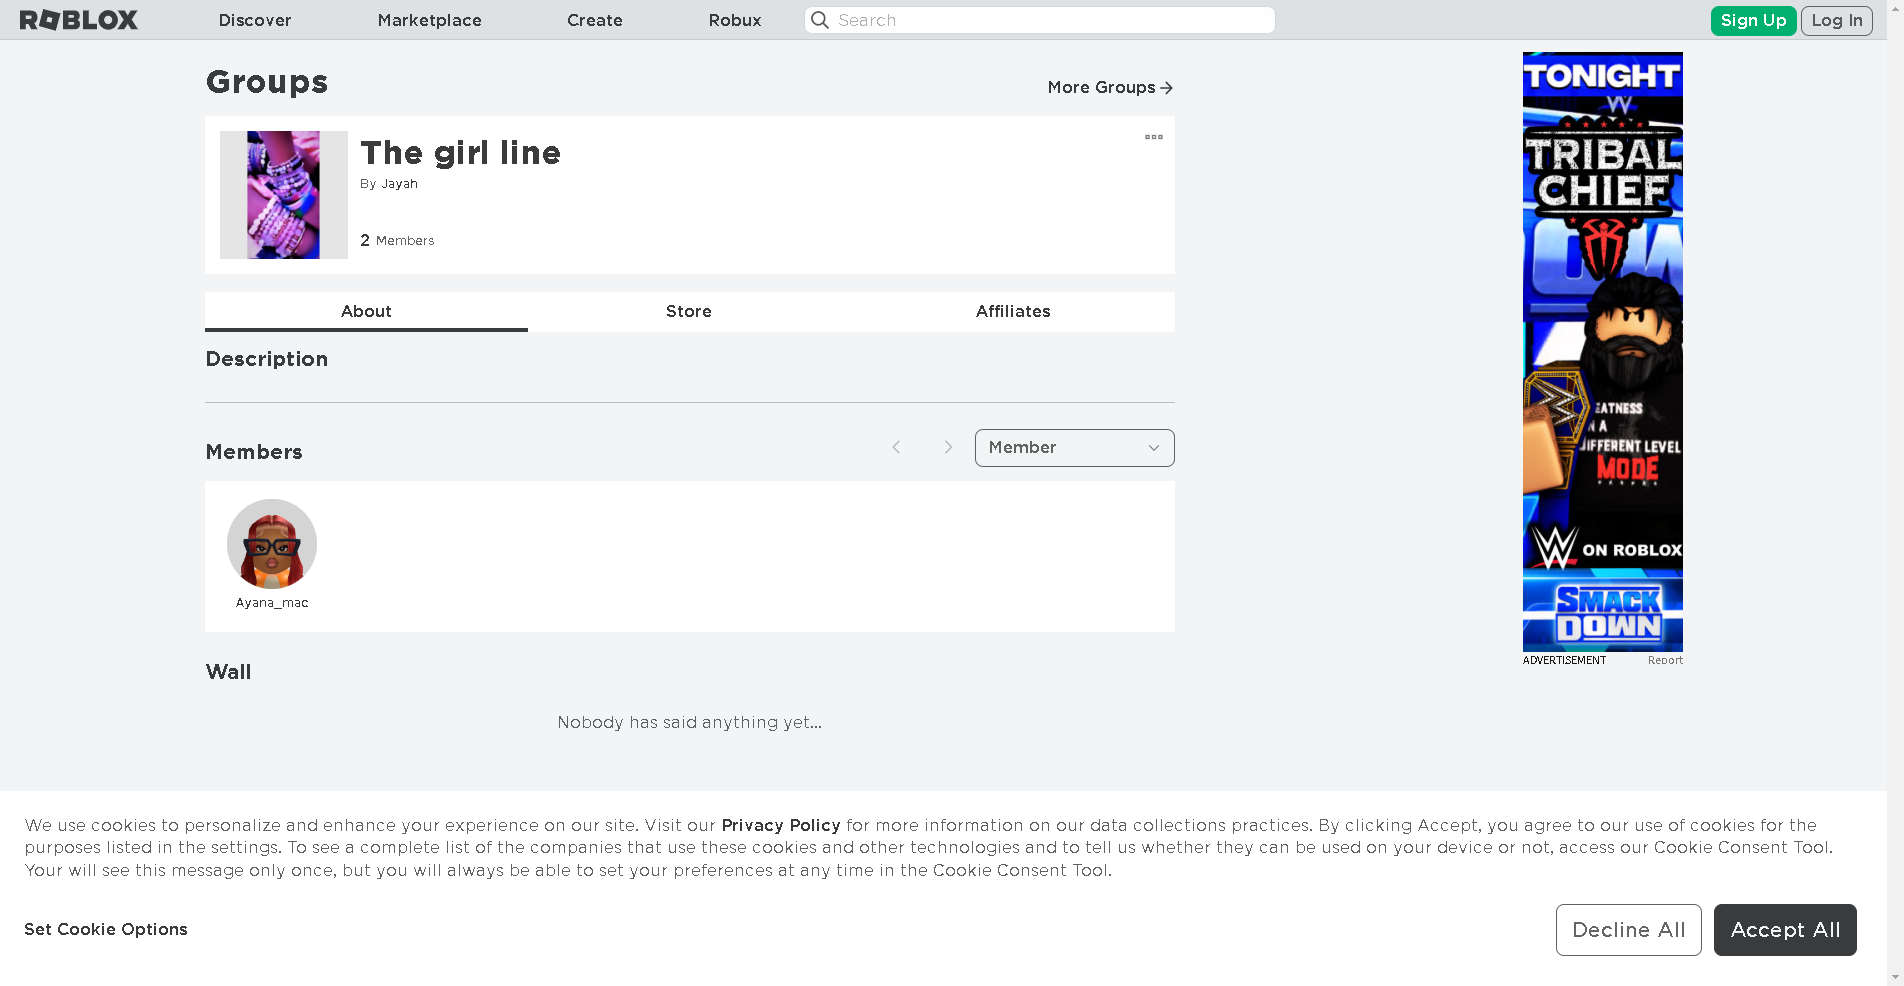 ROBLOX Discover Marketplace Create Robux Search Sign Up Log In
Groups
More Groups
The girl line
By Jayah
2 Members
About Store Affiliates
Description
Members
Member
Ayana_mac
Wall
Nobody has said anything yet...
TONIGHT
W
TRIBAL
CHIEF
EATNESS
N A
IFFERENT LEVEL
MODE
W ON ROBLOX
SMACK
DOWN
ADVERTISEMENT Report
We use cookies to personalize and enhance your experience on our site. Visit our Privacy Policy for more information on our data collections practices. By clicking Accept, you agree to our use of cookies for the
purposes listed in the settings. To see a complete list of the companies that use these cookies and other technologies and to tell us whether they can be used on your device or not, access our Cookie Consent Tool.
Your will see this message only once, but you will always be able to set your preferences at any time in the Cookie Consent Tool.
Set Cookie Options
Decline All Accept All